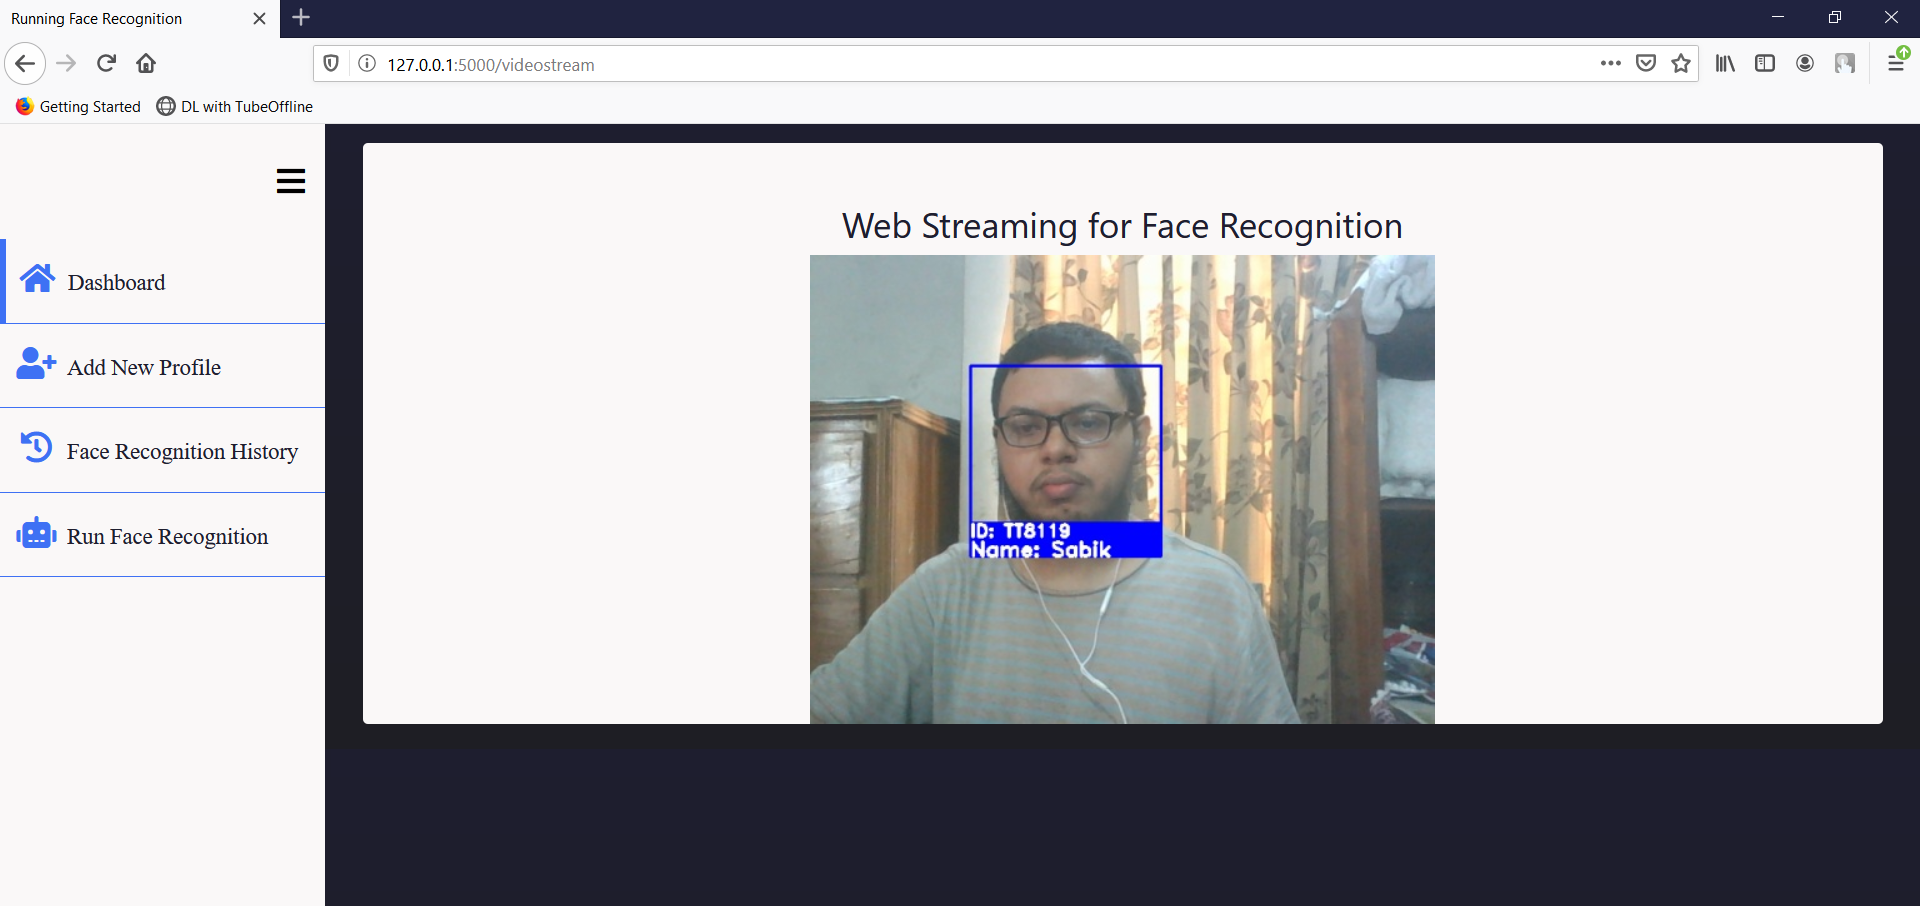 Running Face Recognition
127.0.0.1:5000/videostream
Getting Started
DL with TubeOffline
Dashboard
Add New Profile
Face Recognition History
Run Face Recognition
Web Streaming for Face Recognition
ID: TT8119
Name: Sabik